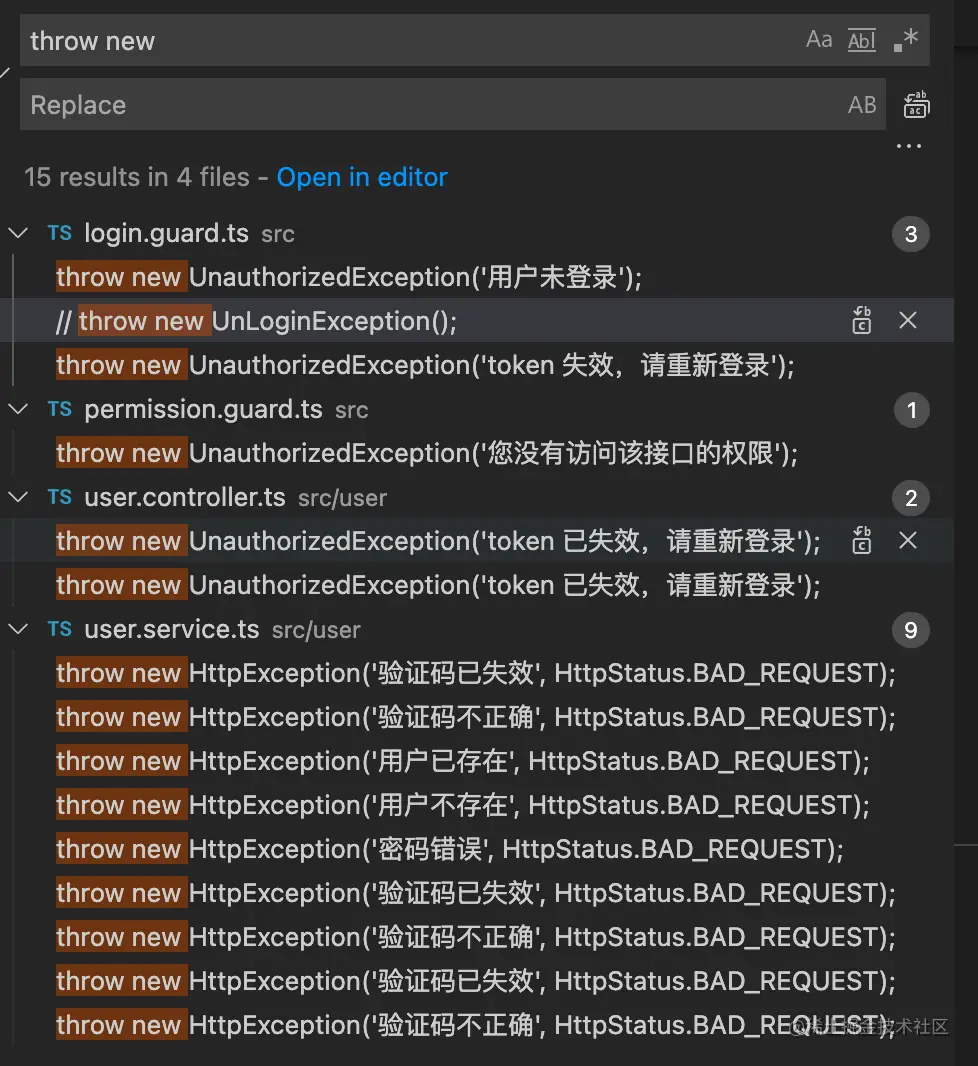 throw new Aa Abl .*
Replace AB
...
15 results in 4 files - Open in editor
TS login.guard.ts src 3
throw new UnauthorizedException('用户未登录');
// throw new UnLoginException();
throw new UnauthorizedException('token 失效，请重新登录');
TS permission.guard.ts src 1
throw new UnauthorizedException('您没有访问该接口的权限');
TS user.controller.ts src/user 2
throw new UnauthorizedException('token 已失效，请重新登录');
throw new UnauthorizedException('token 已失效，请重新登录');
TS user.service.ts src/user 9
throw new HttpException('验证码已失效', HttpStatus.BAD_REQUEST);
throw new HttpException('验证码不正确', HttpStatus.BAD_REQUEST);
throw new HttpException('用户已存在', HttpStatus.BAD_REQUEST);
throw new HttpException('用户不存在', HttpStatus.BAD_REQUEST);
throw new HttpException('密码错误', HttpStatus.BAD_REQUEST);
throw new HttpException('验证码已失效', HttpStatus.BAD_REQUEST);
throw new HttpException('验证码不正确', HttpStatus.BAD_REQUEST);
throw new HttpException('验证码已失效', HttpStatus.BAD_REQUEST);
throw new HttpException('验证码不正确', HttpStatus.BAD_REQUEST);
@稀土掘金技术社区